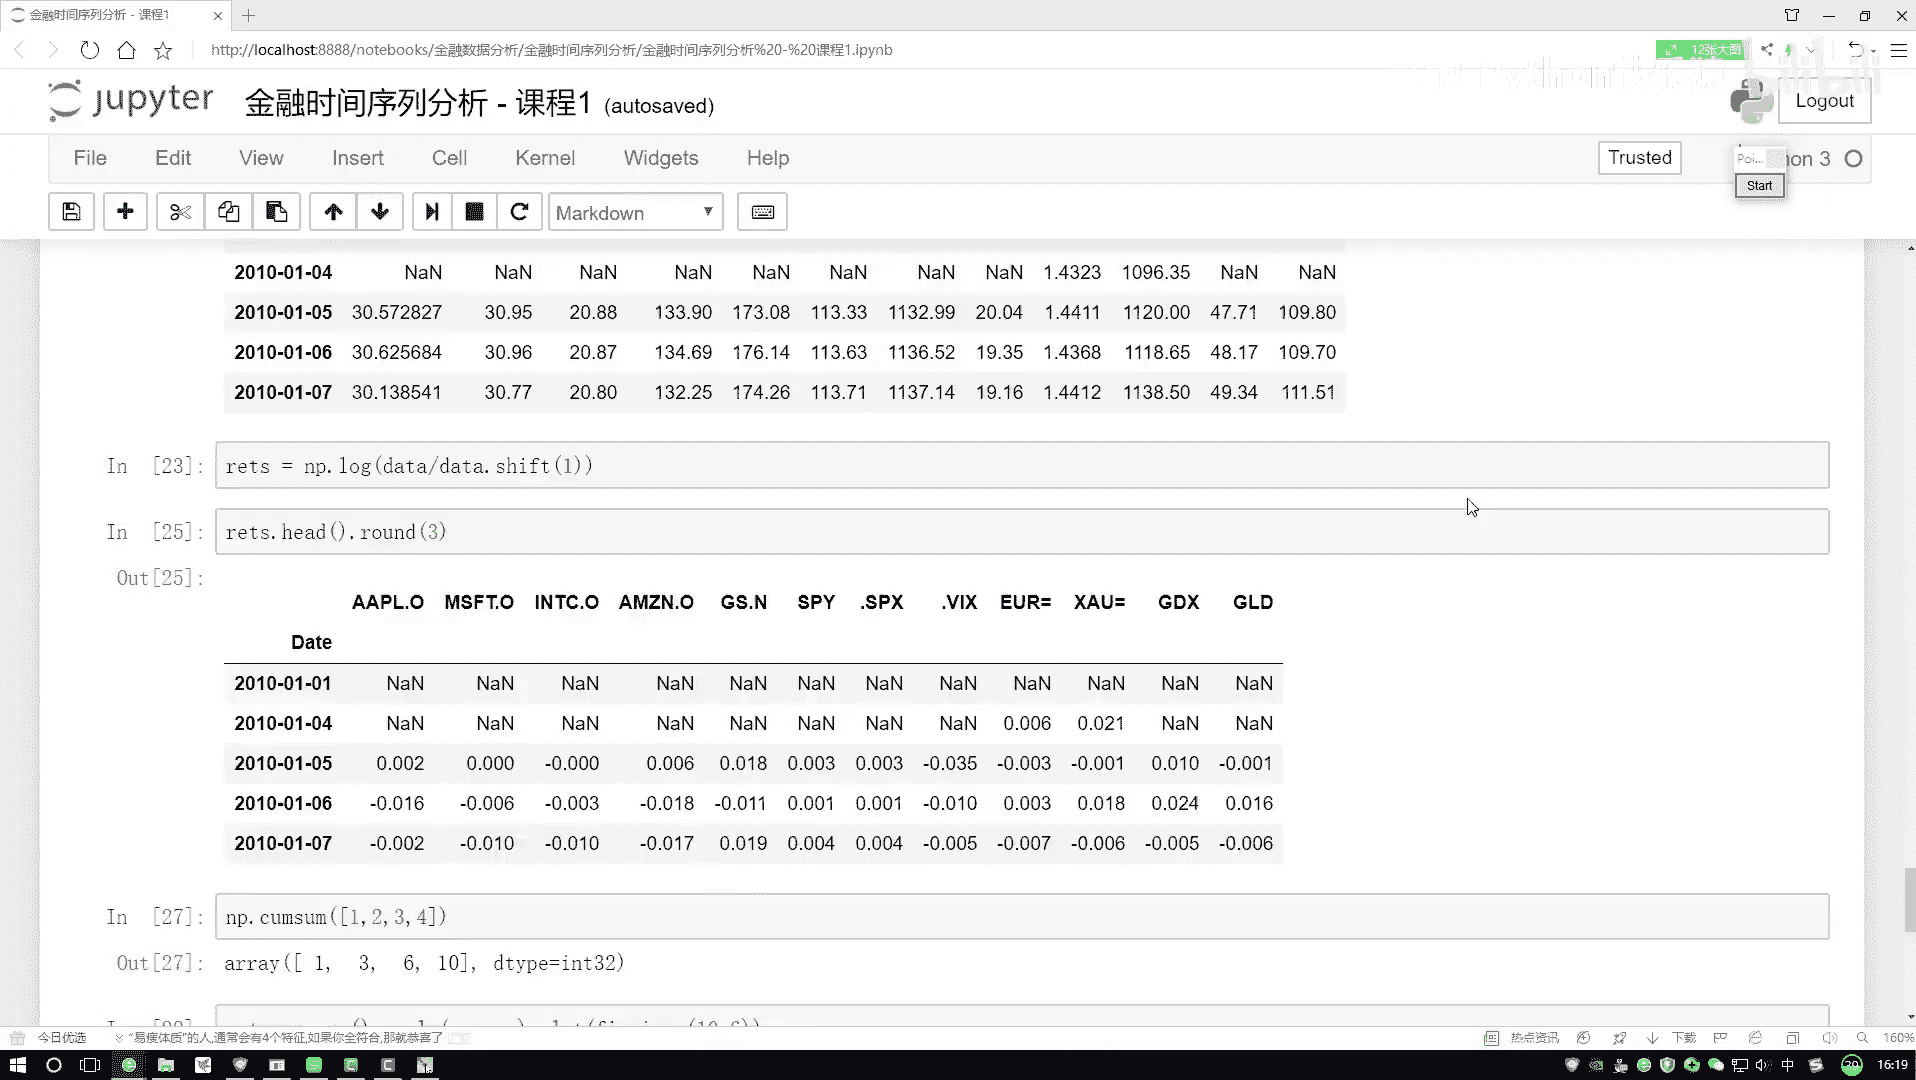 金融时间序列分析 - 课程1
http://localhost:8888/notebooks/金融数据分析/金融时间序列分析/金融时间序列分析%20-%20课程1.ipynb
12张大图
bilibili
jupyter 金融时间序列分析 - 课程1 (autosaved)
Logout
File Edit View Insert Cell Kernel Widgets Help
Trusted
Poi...
Start
Markdown
2010-01-04 NaN NaN NaN NaN NaN NaN NaN NaN 1.4323 1096.35 NaN NaN
2010-01-05 30.572827 30.95 20.88 133.90 173.08 113.33 1132.99 20.04 1.4411 1120.00 47.71 109.80
2010-01-06 30.625684 30.96 20.87 134.69 176.14 113.63 1136.52 19.35 1.4368 1118.65 48.17 109.70
2010-01-07 30.138541 30.77 20.80 132.25 174.26 113.71 1137.14 19.16 1.4412 1138.50 49.34 111.51
In [23]: rets = np.log(data/data.shift(1))
In [25]: rets.head().round(3)
Out[25]:
AAPL.O MSFT.O INTC.O AMZN.O GS.N SPY .SPX .VIX EUR= XAU= GDX GLD
Date
2010-01-01 NaN NaN NaN NaN NaN NaN NaN NaN NaN NaN NaN NaN
2010-01-04 NaN NaN NaN NaN NaN NaN NaN NaN 0.006 0.021 NaN NaN
2010-01-05 0.002 0.000 -0.000 0.006 0.018 0.003 0.003 -0.035 -0.003 -0.001 0.010 -0.001
2010-01-06 -0.016 -0.006 -0.003 -0.018 -0.011 0.001 0.001 -0.010 0.003 0.018 0.024 0.016
2010-01-07 -0.002 -0.010 -0.010 -0.017 0.019 0.004 0.004 -0.005 -0.007 -0.006 -0.005 -0.006
In [27]: np.cumsum([1,2,3,4])
Out[27]: array([ 1, 3, 6, 10], dtype=int32)
今日优选 “易瘦体质”的人,通常会有4个特征,如果你全符合,那就恭喜了
热点资讯 下载 160%
中 20 16:19